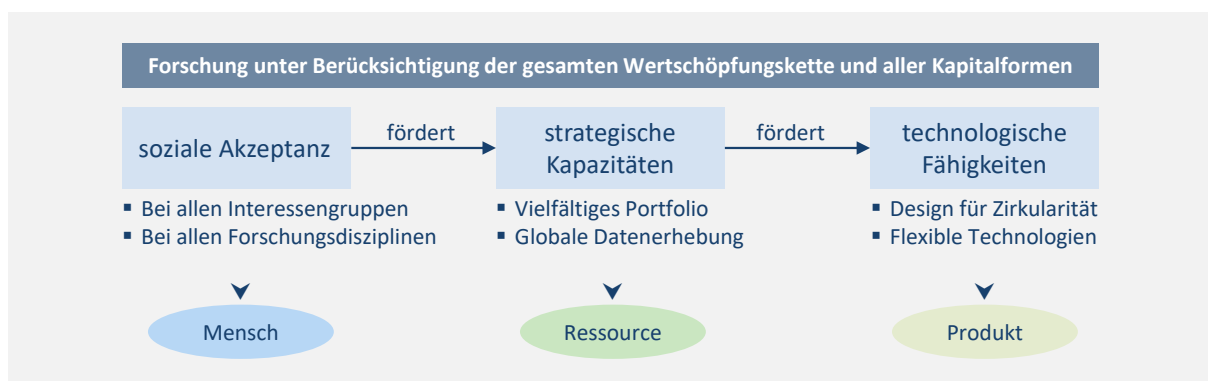 Forschung unter Berücksichtigung der gesamten Wertschöpfungskette und aller Kapitalformen
soziale Akzeptanz
fördert
strategische
Kapazitäten
fördert
technologische
Fähigkeiten
▪ Bei allen Interessengruppen
▪ Bei allen Forschungsdisziplinen
▪ Vielfältiges Portfolio
▪ Globale Datenerhebung
▪ Design für Zirkularität
▪ Flexible Technologien
Mensch
Ressource
Produkt